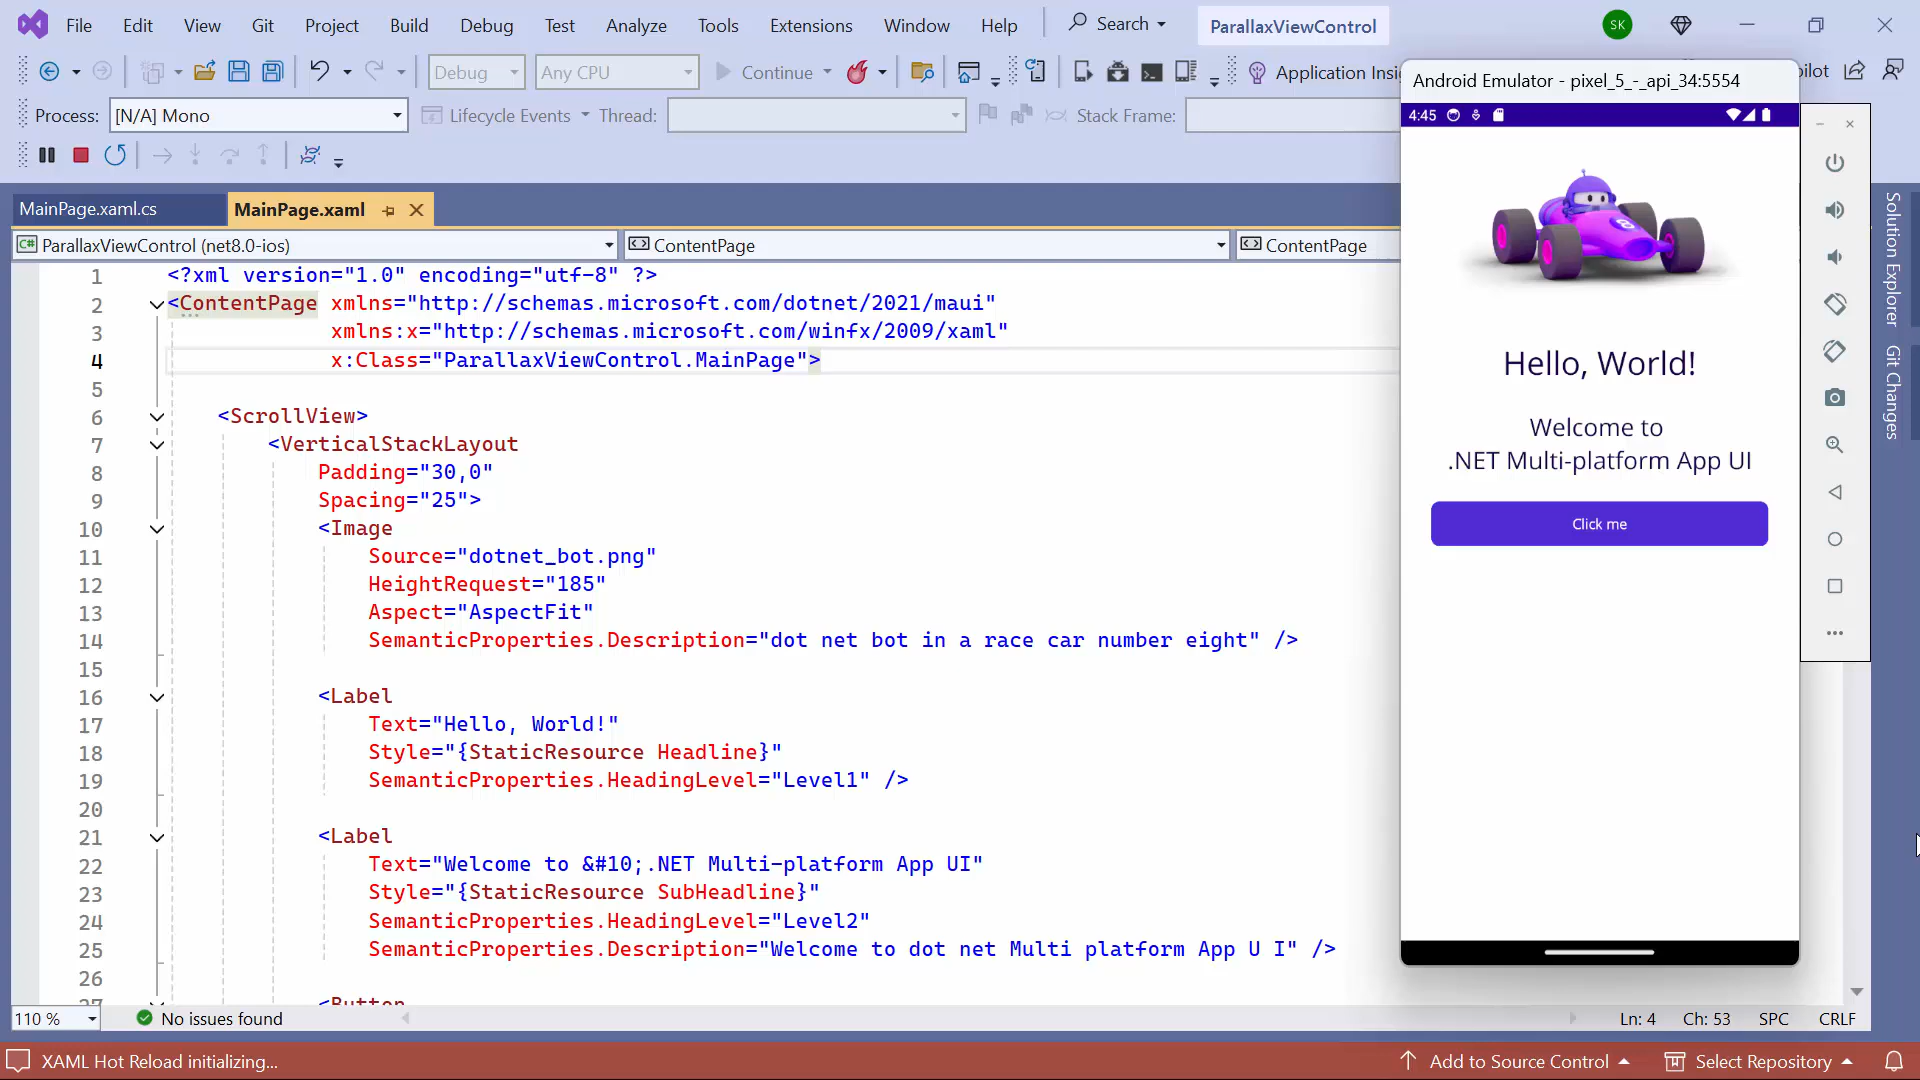 File Edit View Git Project Build Debug Test Analyze Tools Extensions Window Help Search ParallaxViewControl SK
Debug Any CPU Continue Application Insi pilot
Process: [N/A] Mono Lifecycle Events Thread: Stack Frame:
MainPage.xaml.cs MainPage.xaml
C# ParallaxViewControl (net8.0-ios) ContentPage ContentPage
1 <?xml version="1.0" encoding="utf-8" ?>
2 <ContentPage xmlns="http://schemas.microsoft.com/dotnet/2021/maui"
3 xmlns:x="http://schemas.microsoft.com/winfx/2009/xaml"
4 x:Class="ParallaxViewControl.MainPage">
5
6 <ScrollView>
7 <VerticalStackLayout
8 Padding="30,0"
9 Spacing="25">
10 <Image
11 Source="dotnet_bot.png"
12 HeightRequest="185"
13 Aspect="AspectFit"
14 SemanticProperties.Description="dot net bot in a race car number eight" />
15
16 <Label
17 Text="Hello, World!"
18 Style="{StaticResource Headline}"
19 SemanticProperties.HeadingLevel="Level1" />
20
21 <Label
22 Text="Welcome to &#10;.NET Multi-platform App UI"
23 Style="{StaticResource SubHeadline}"
24 SemanticProperties.HeadingLevel="Level2"
25 SemanticProperties.Description="Welcome to dot net Multi platform App U I" />
26
27 <Button
110 % No issues found Ln: 4 Ch: 53 SPC CRLF
XAML Hot Reload initializing... Add to Source Control Select Repository
Android Emulator - pixel_5_-_api_34:5554
4:45
8
Hello, World!
Welcome to
.NET Multi-platform App UI
Click me
Solution Explorer
Git Changes